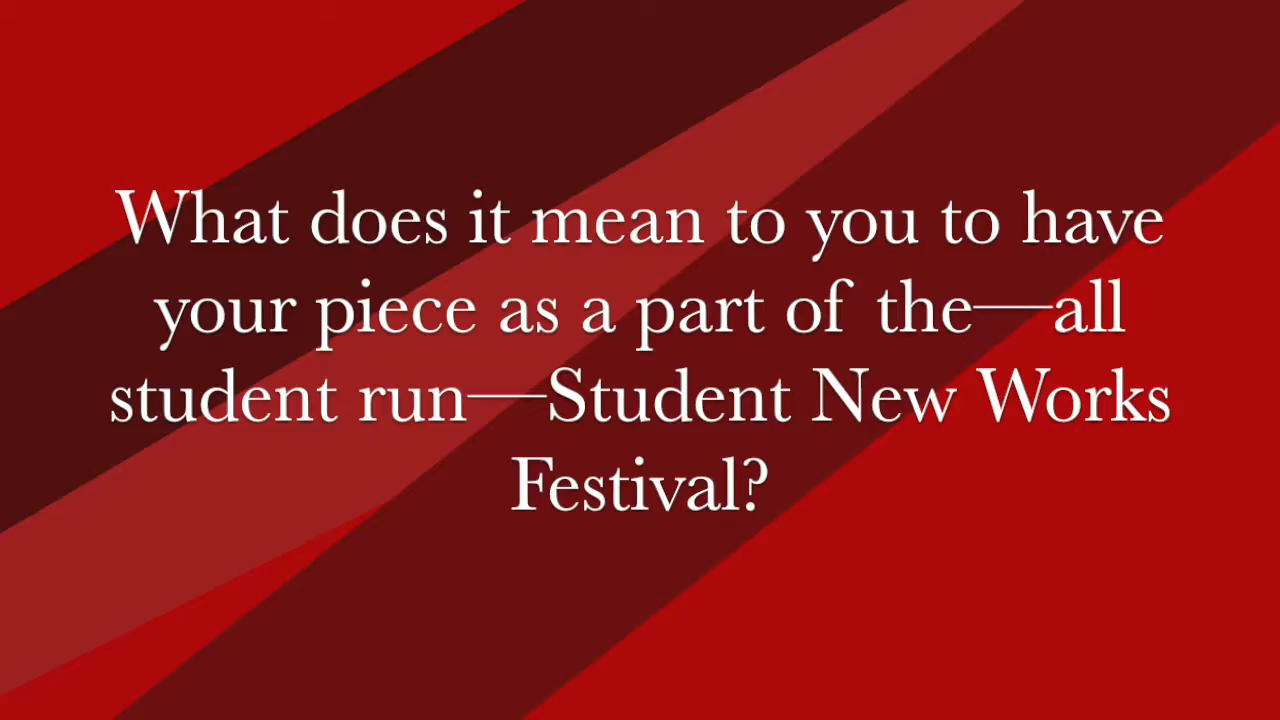 What does it mean to you to have
your piece as a part of the—all
student run—Student New Works
Festival?